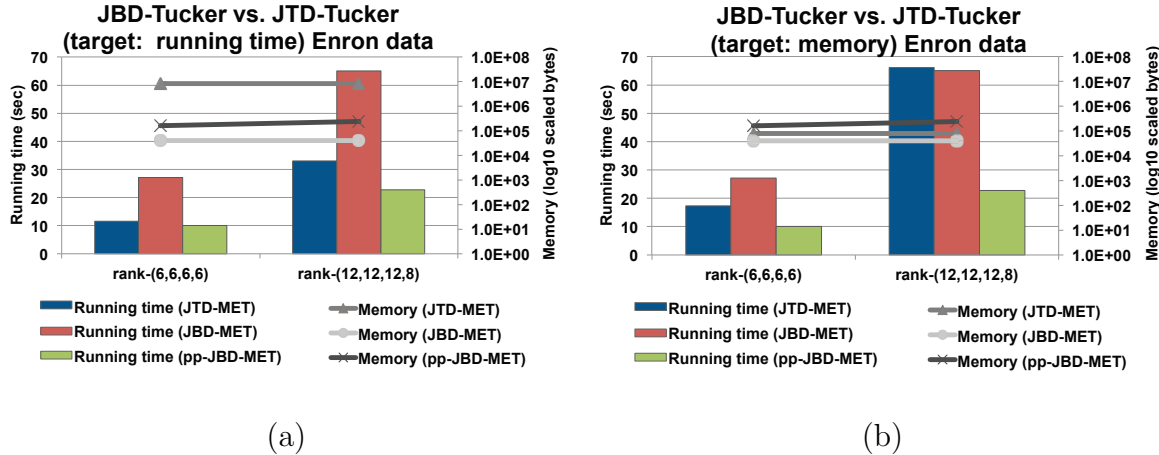 JBD-Tucker vs. JTD-Tucker
(target: running time) Enron data
70
60
50
40
30
20
10
0
Running time (sec)
1.0E+08
1.0E+07
1.0E+06
1.0E+05
1.0E+04
1.0E+03
1.0E+02
1.0E+01
1.0E+00
Memory (log10 scaled bytes)
rank-(6,6,6,6)
rank-(12,12,12,8)
Running time (JTD-MET)
Memory (JTD-MET)
Running time (JBD-MET)
Memory (JBD-MET)
Running time (pp-JBD-MET)
Memory (pp-JBD-MET)
(a)
JBD-Tucker vs. JTD-Tucker
(target: memory) Enron data
70
60
50
40
30
20
10
0
Running time (sec)
1.0E+08
1.0E+07
1.0E+06
1.0E+05
1.0E+04
1.0E+03
1.0E+02
1.0E+01
1.0E+00
Memory (log10 scaled bytes)
rank-(6,6,6,6)
rank-(12,12,12,8)
Running time (JTD-MET)
Memory (JTD-MET)
Running time (JBD-MET)
Memory (JBD-MET)
Running time (pp-JBD-MET)
Memory (pp-JBD-MET)
(b)